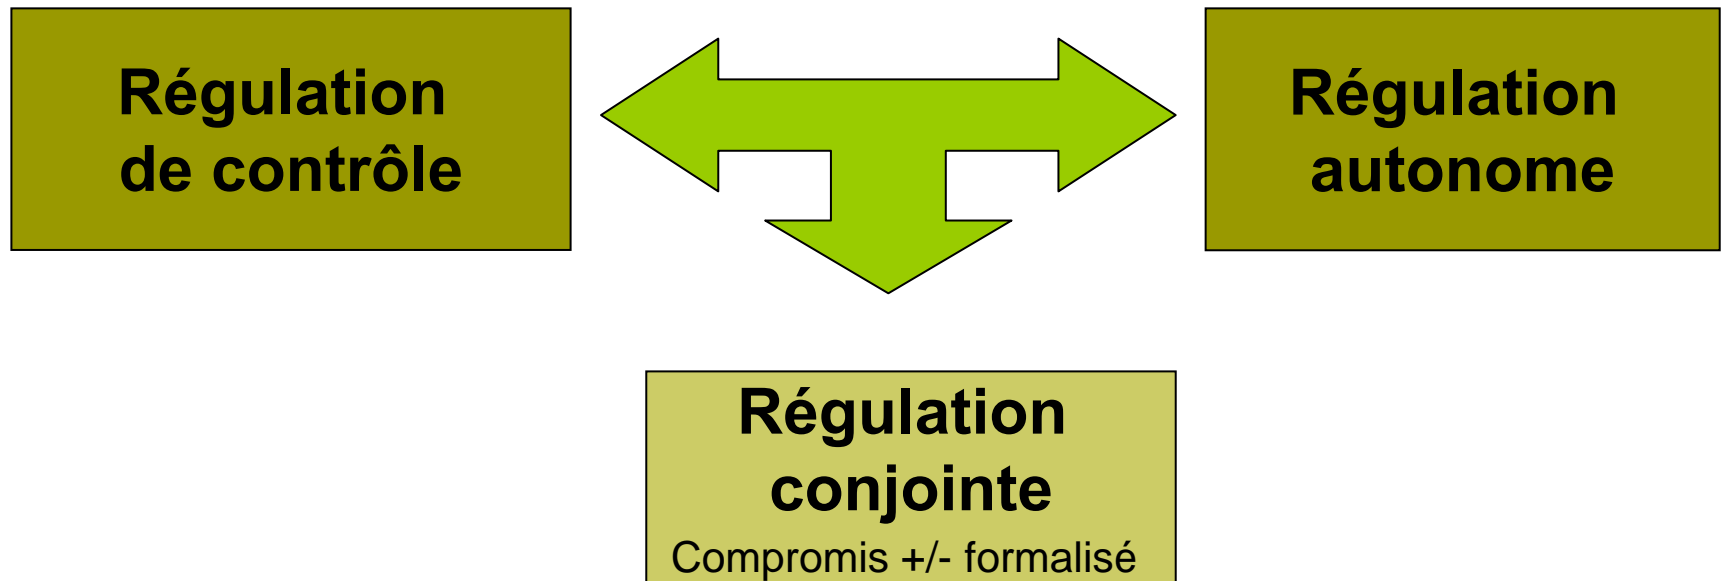 Régulation
de contrôle
Régulation
autonome
Régulation
conjointe
Compromis +/- formalisé